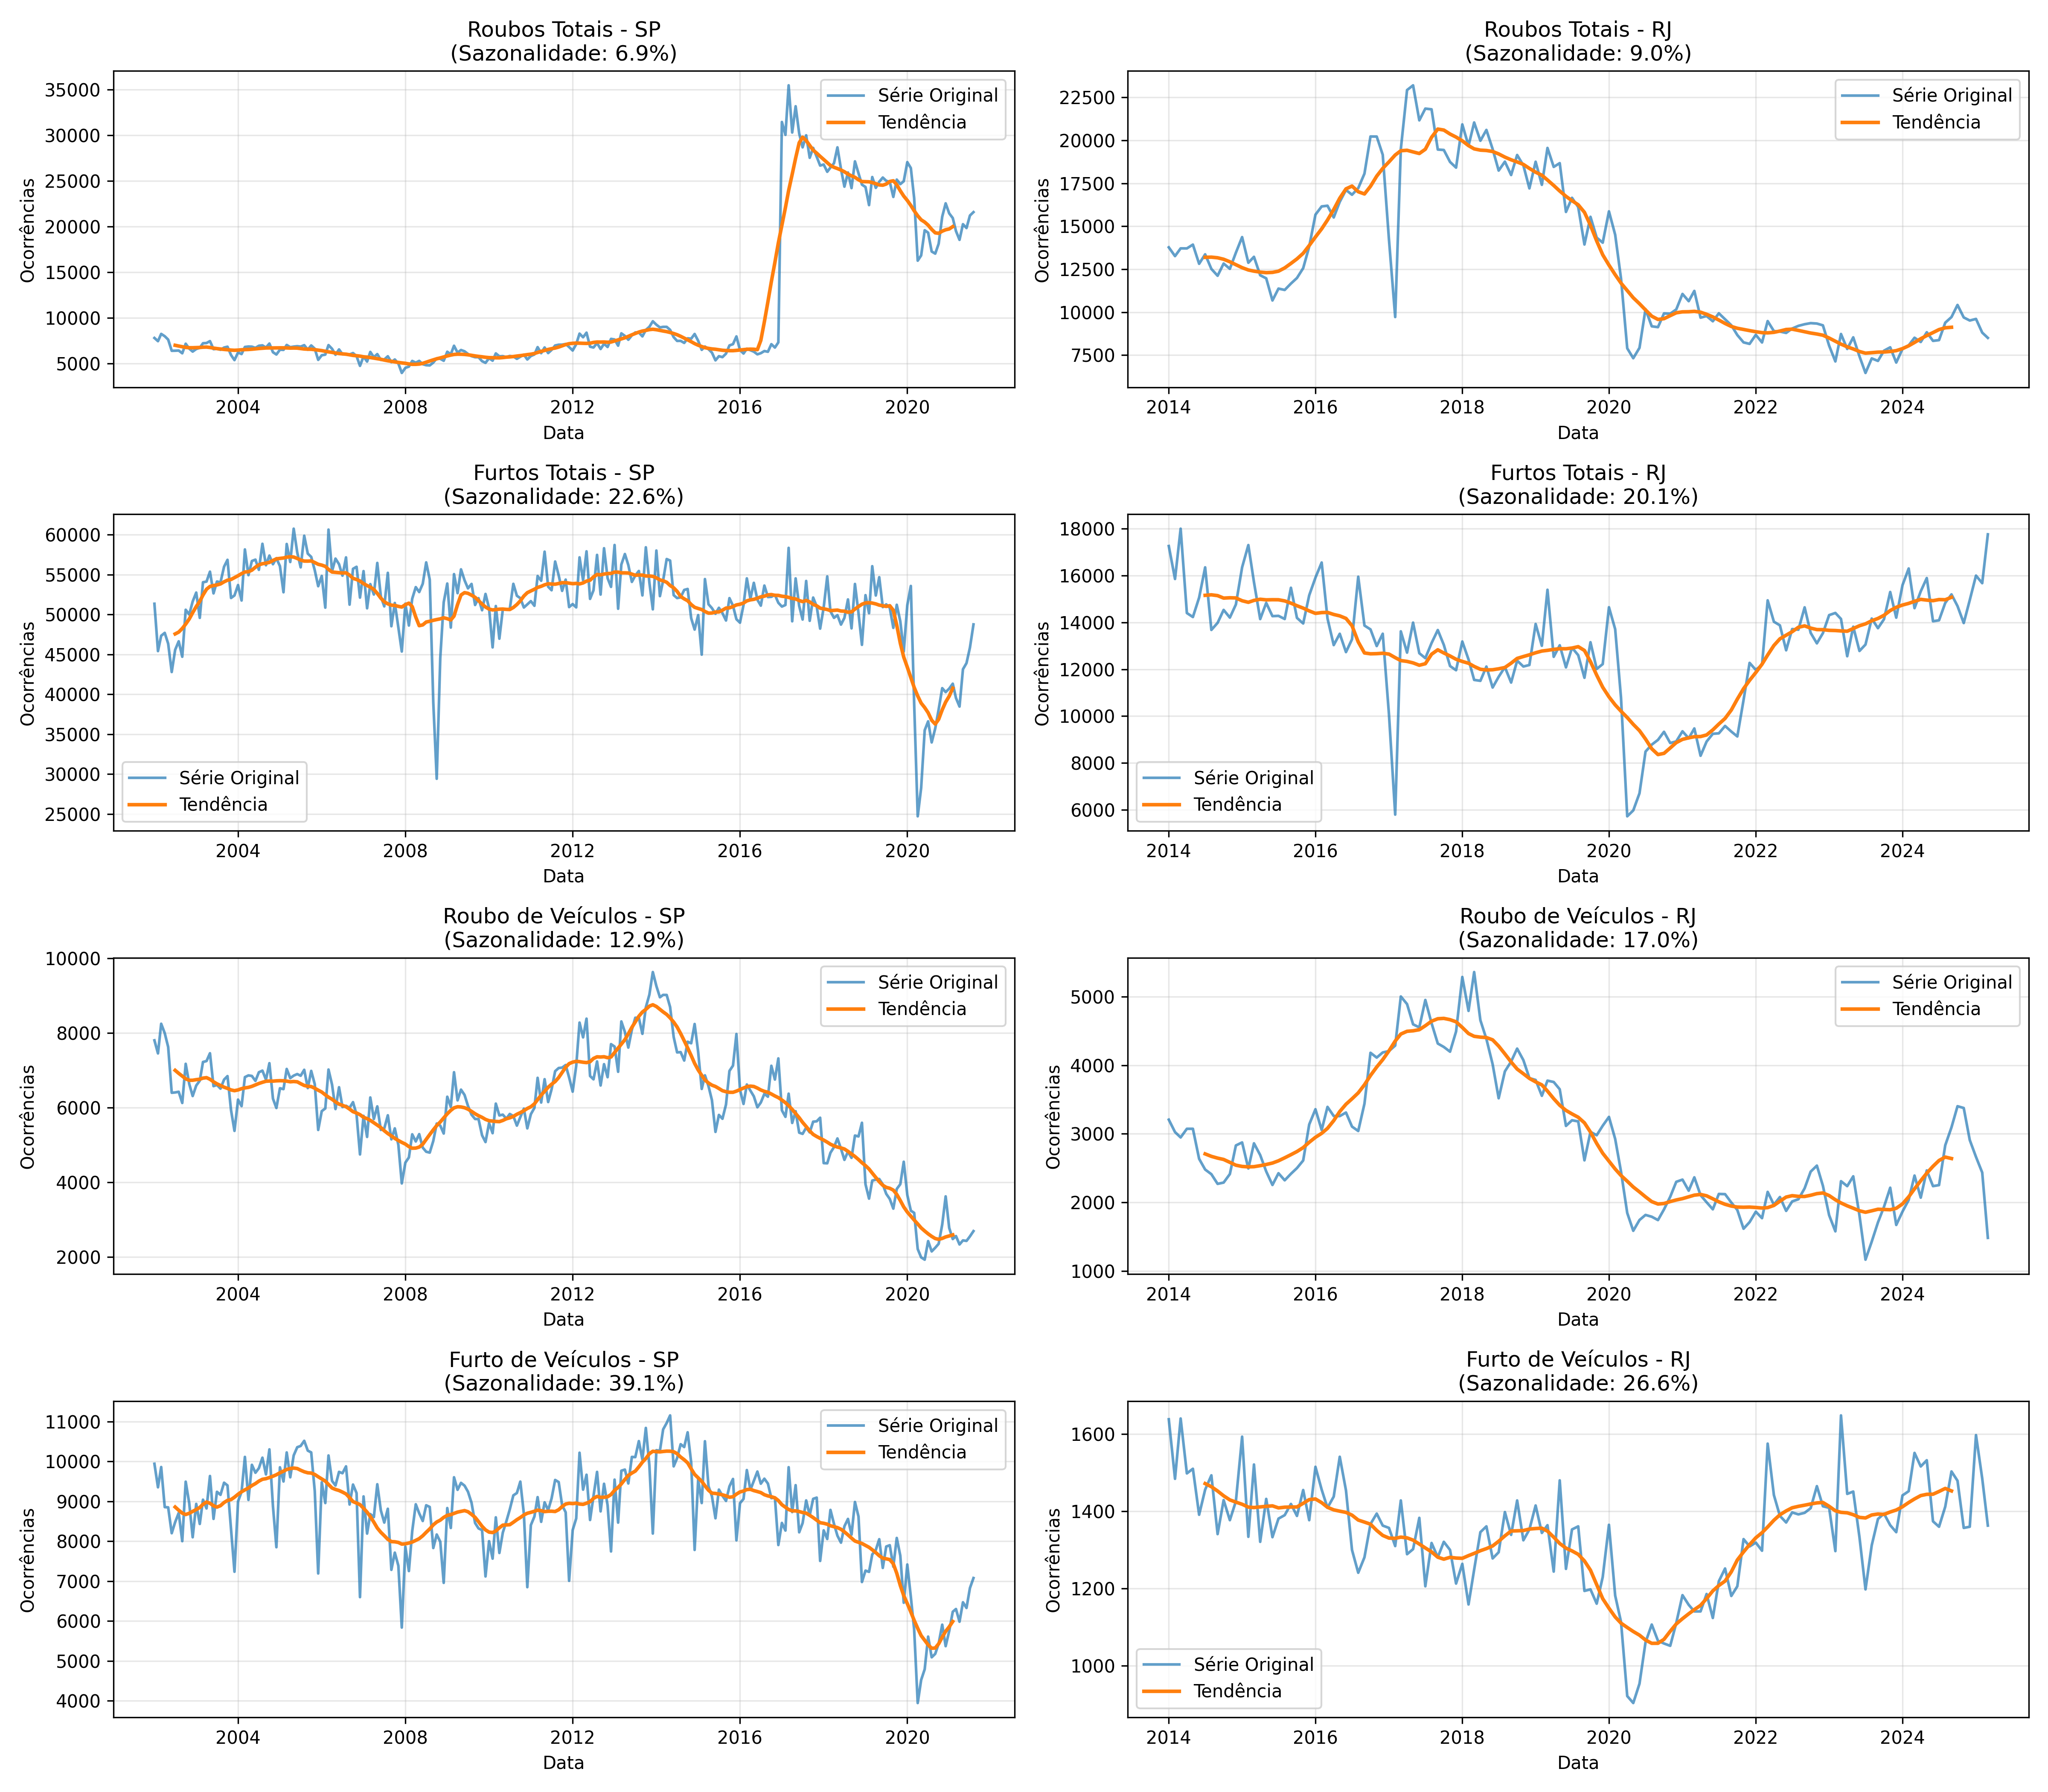 Roubos Totais - SP
(Sazonalidade: 6.9%)
35000
30000
25000
20000
15000
10000
5000
Ocorrências
Série Original
Tendência
2004
2008
2012
2016
2020
Data
Roubos Totais - RJ
(Sazonalidade: 9.0%)
22500
20000
17500
15000
12500
10000
7500
Ocorrências
Série Original
Tendência
2014
2016
2018
2020
2022
2024
Data
Furtos Totais - SP
(Sazonalidade: 22.6%)
60000
55000
50000
45000
40000
35000
30000
25000
Ocorrências
Série Original
Tendência
2004
2008
2012
2016
2020
Data
Furtos Totais - RJ
(Sazonalidade: 20.1%)
18000
16000
14000
12000
10000
8000
6000
Ocorrências
Série Original
Tendência
2014
2016
2018
2020
2022
2024
Data
Roubo de Veículos - SP
(Sazonalidade: 12.9%)
10000
8000
6000
4000
2000
Ocorrências
Série Original
Tendência
2004
2008
2012
2016
2020
Data
Roubo de Veículos - RJ
(Sazonalidade: 17.0%)
5000
4000
3000
2000
1000
Ocorrências
Série Original
Tendência
2014
2016
2018
2020
2022
2024
Data
Furto de Veículos - SP
(Sazonalidade: 39.1%)
11000
10000
9000
8000
7000
6000
5000
4000
Ocorrências
Série Original
Tendência
2004
2008
2012
2016
2020
Data
Furto de Veículos - RJ
(Sazonalidade: 26.6%)
1600
1400
1200
1000
Ocorrências
Série Original
Tendência
2014
2016
2018
2020
2022
2024
Data